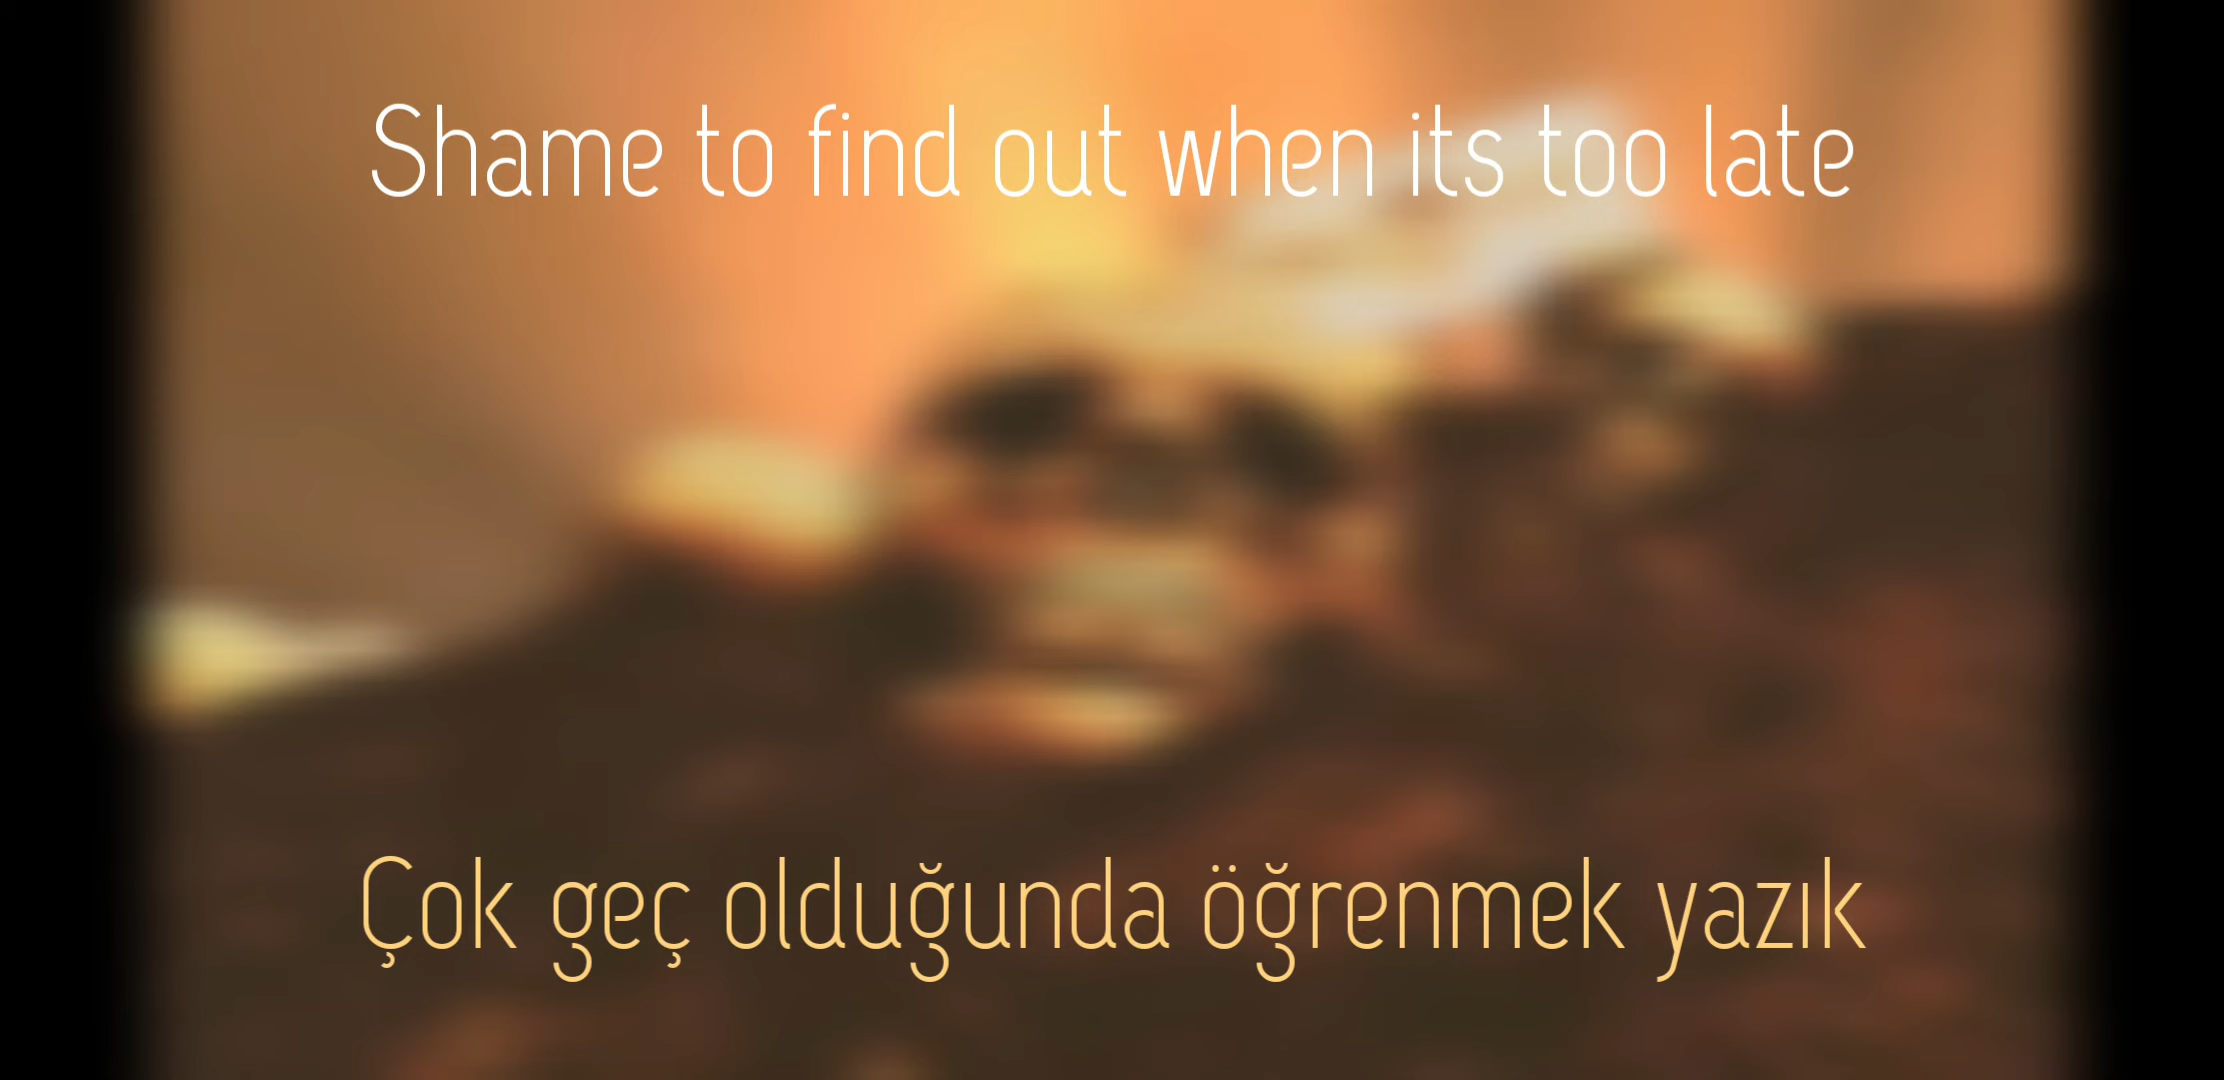 Shame to find out when its too late
Çok geç olduğunda öğrenmek yazık